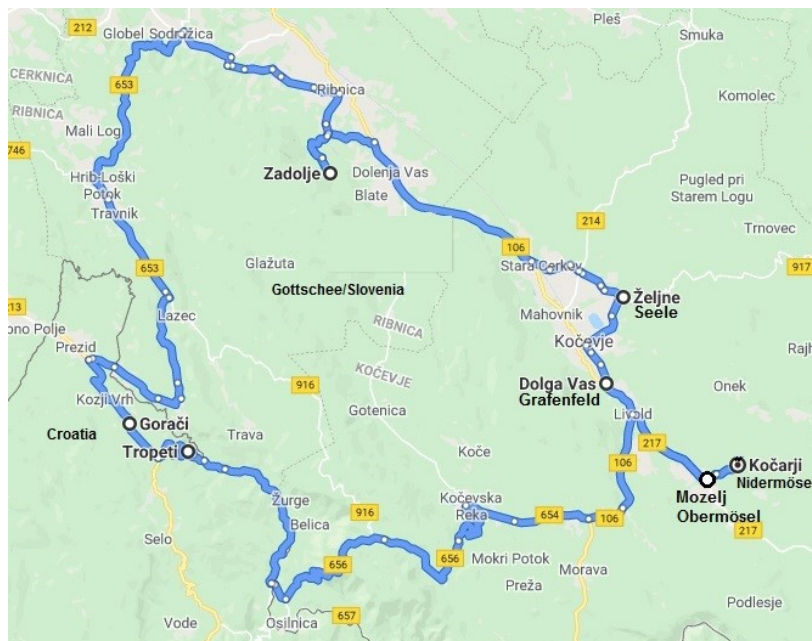 212
Globel
Sodražica
Pleš
Smuka
CERKNICA
653
Ribnica
Komolec
RIBNICA
Mali Log
746
Hrib-Loški
Potok
Zadolje
Dolenja Vas
Blate
Travnik
Pugled pri
Starem Logu
214
Trnovec
106
Stara Cerkov
917
653
Glažuta
Gottschee/Slovenia
Željne
Seele
213
Lazec
Mahovnik
RIBNICA
ono Polje
Prezid
Kočevje
Rajh
KOČEVJE
Dolga Vas
Grafenfeld
Onek
916
Kozji Vrh
Gotenica
Livold
Gorači
Croatia
Trava
Koče
217
Tropeti
106
Kočarji
Nidermösel
Mozelj
Obermösel
Kočevska
Reka
Žurge
654
106
916
Belica
217
Selo
656
656
Mokri Potok
Morava
Preža
Podlesje
Vode
Osilnica
657